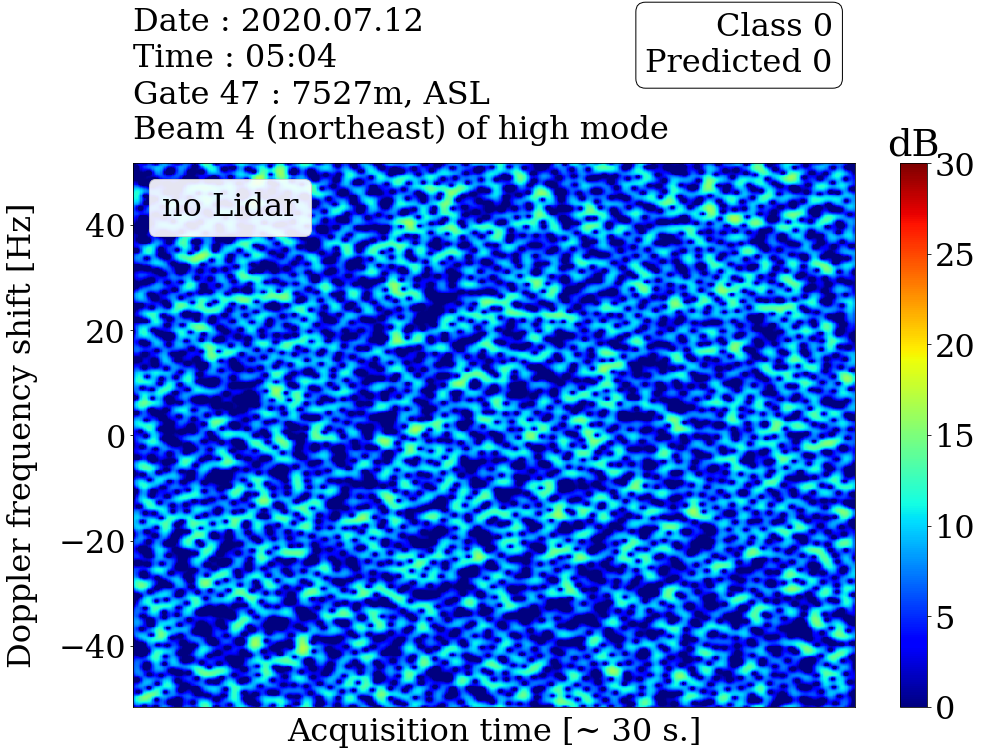 Date : 2020.07.12
Time : 05:04
Gate 47 : 7527m, ASL
Beam 4 (northeast) of high mode
Class 0
Predicted 0
dB
no Lidar
Doppler frequency shift [Hz]
40
20
0
−20
−40
30
25
20
15
10
5
0
Acquisition time [~ 30 s.]